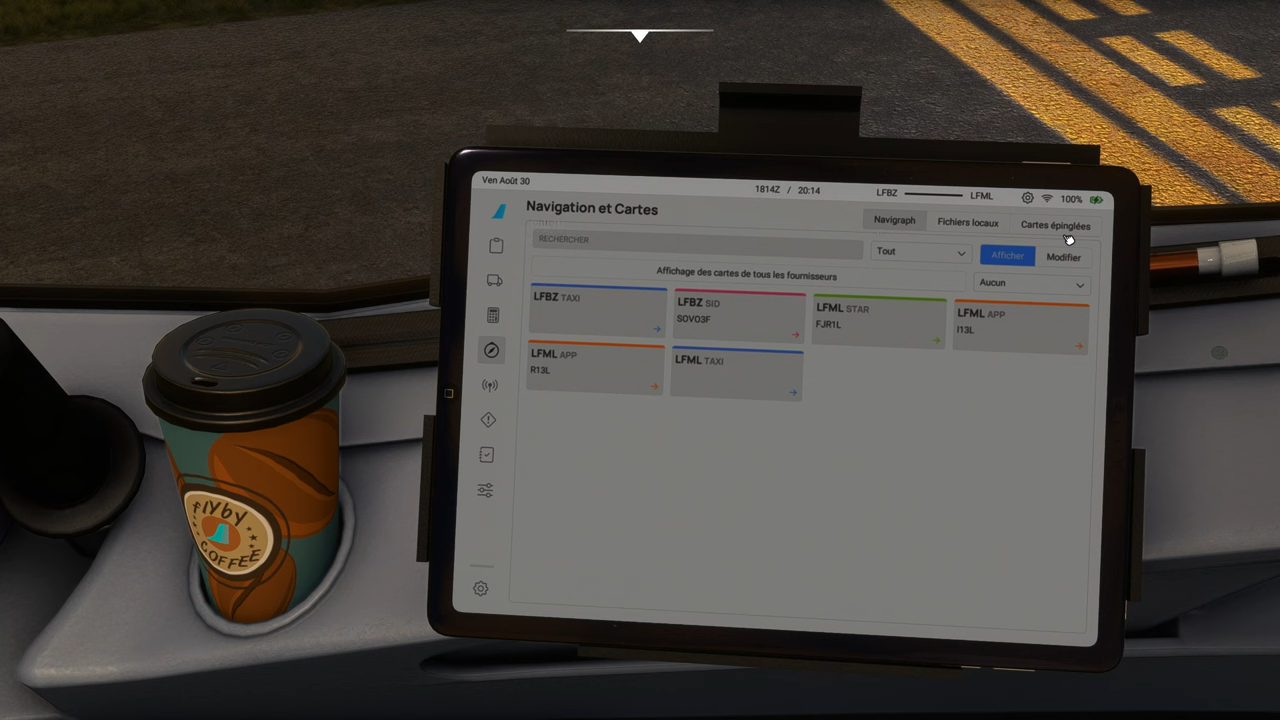 Ven Août 30
1814Z / 20:14
LFBZ
LFML
100%
Navigation et Cartes
Navigraph
Fichiers locaux
Cartes épinglées
RECHERCHER
Tout
Afficher
Modifier
Affichage des cartes de tous les fournisseurs
Aucun
LFBZ TAXI
LFBZ SID
SOVO3F
LFML STAR
FJR1L
LFML APP
I13L
LFML APP
R13L
LFML TAXI
flyby
COFFEE